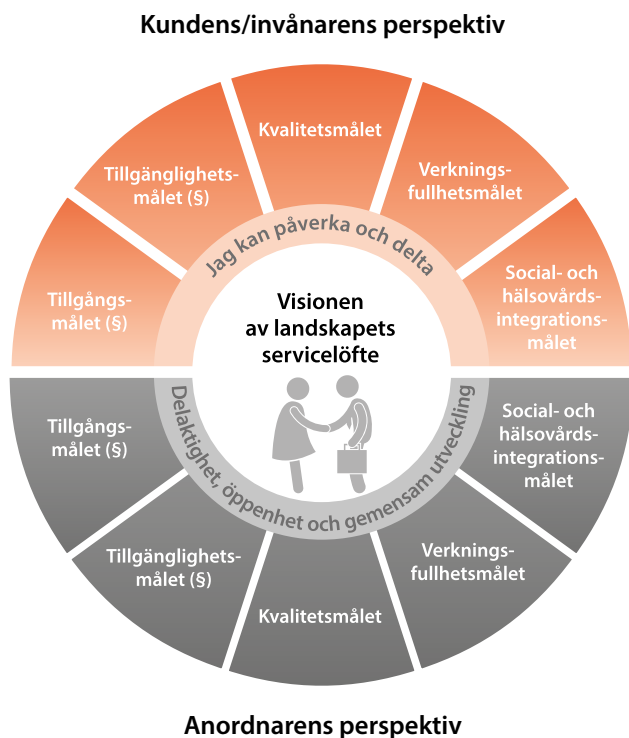 Kundens/invånarens perspektiv
Kvalitetsmålet
Tillgänglighets-
målet (§)
Verknings-
fullhetsmålet
Tillgångs-
målet (§)
Social- och
hälsovårds-
integrations-
målet
Jag kan påverka och delta
Visionen
av landskapets
servicelöfte
Delaktighet, öppenhet och gemensam utveckling
Tillgångs-
målet (§)
Social- och
hälsovårds-
integrations-
målet
Tillgänglighets-
målet (§)
Verknings-
fullhetsmålet
Kvalitetsmålet
Anordnarens perspektiv